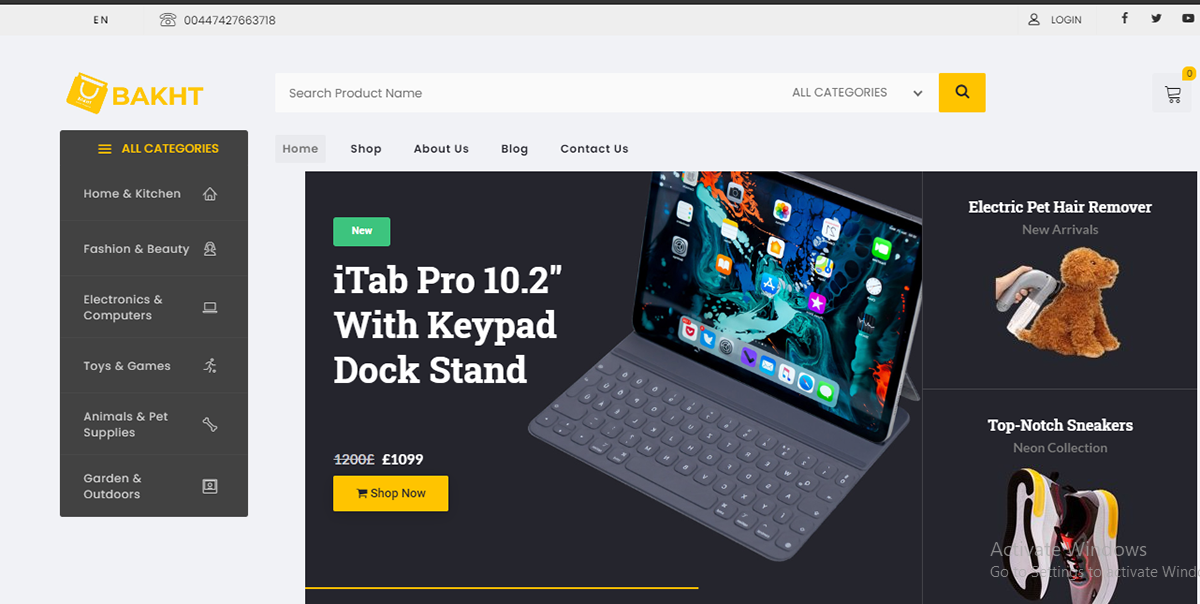 EN
00447427663718
LOGIN
BAKHT
Search Product Name
ALL CATEGORIES
0
ALL CATEGORIES
Home & Kitchen
Fashion & Beauty
Electronics &
Computers
Toys & Games
Animals & Pet
Supplies
Garden &
Outdoors
Home
Shop
About Us
Blog
Contact Us
New
iTab Pro 10.2"
With Keypad
Dock Stand
1200£ £1099
Shop Now
Electric Pet Hair Remover
New Arrivals
Top-Notch Sneakers
Neon Collection
Activate Windows
Go to Settings to activate Wind